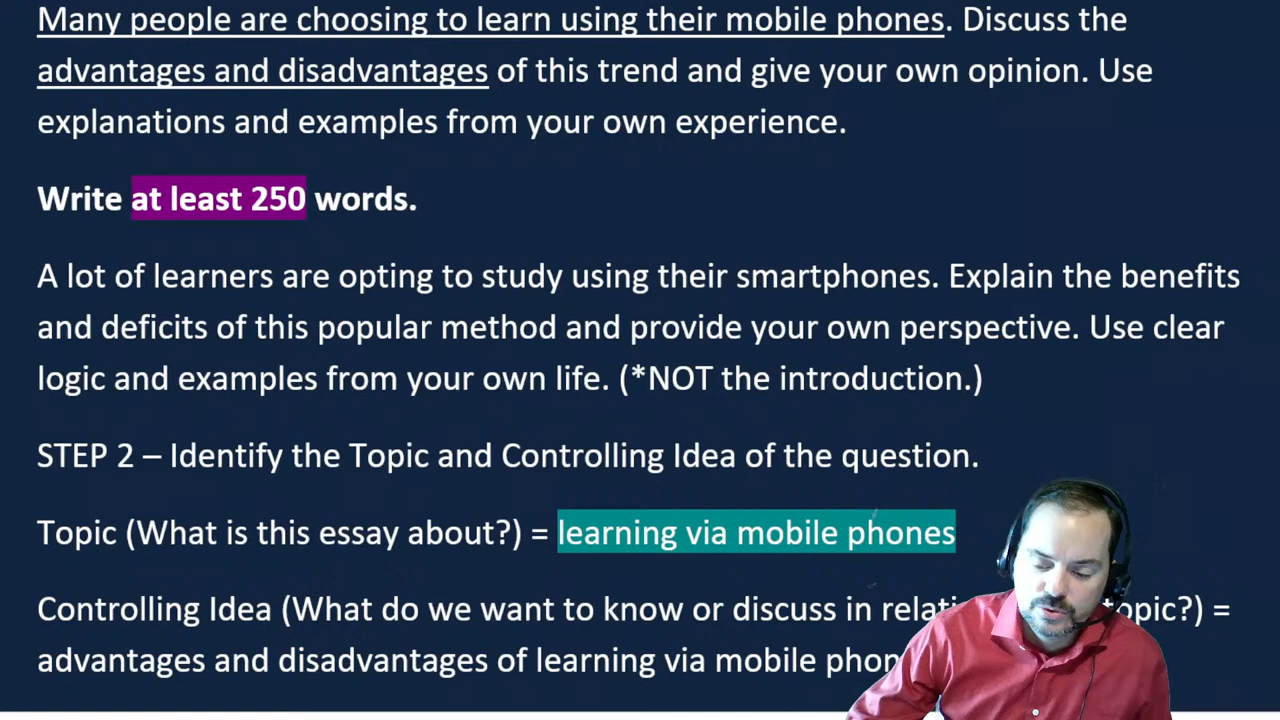 Many people are choosing to learn using their mobile phones. Discuss the
advantages and disadvantages of this trend and give your own opinion. Use
explanations and examples from your own experience.
Write at least 250 words.
A lot of learners are opting to study using their smartphones. Explain the benefits
and deficits of this popular method and provide your own perspective. Use clear
logic and examples from your own life. (*NOT the introduction.)
STEP 2 – Identify the Topic and Controlling Idea of the question.
Topic (What is this essay about?) = learning via mobile phones
Controlling Idea (What do we want to know or discuss in topic?) =
advantages and disadvantages of learning via mobile